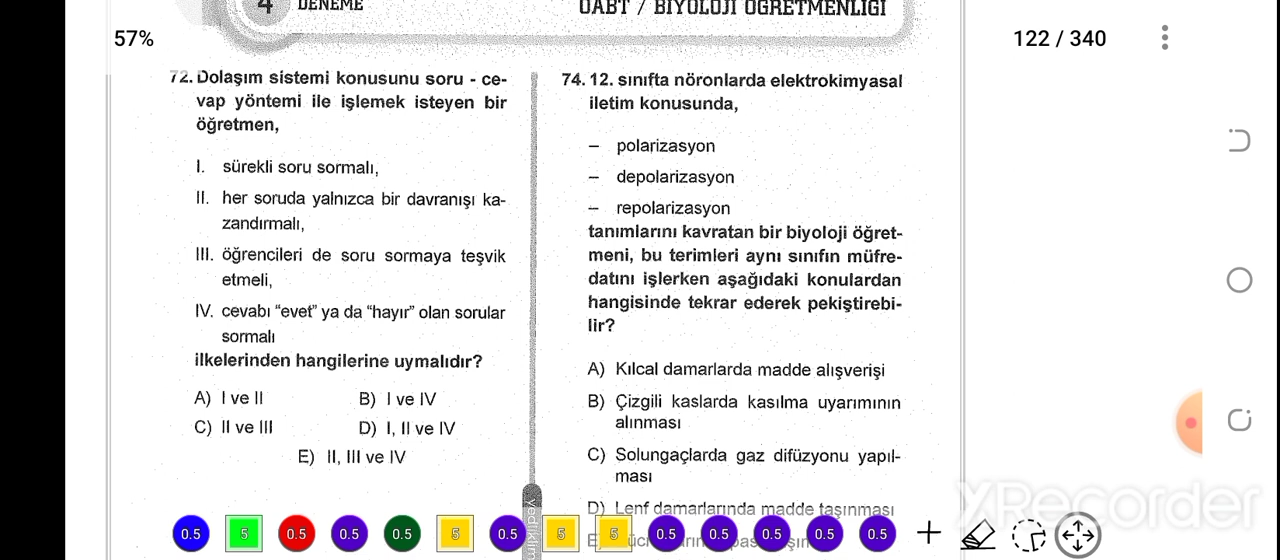 4 DENEME
ÖABT / BİYOLOJİ ÖĞRETMENLİĞİ
57%
122 / 340
72. Dolaşım sistemi konusunu soru - ce-
vap yöntemi ile işlemek isteyen bir
öğretmen,
I. sürekli soru sormalı,
II. her soruda yalnızca bir davranışı ka-
zandırmalı,
III. öğrencileri de soru sormaya teşvik
etmeli,
IV. cevabı “evet” ya da “hayır” olan sorular
sormalı
ilkelerinden hangilerine uymalıdır?
A) I ve II B) I ve IV
C) II ve III D) I, II ve IV
E) II, III ve IV
74. 12. sınıfta nöronlarda elektrokimyasal
iletim konusunda,
– polarizasyon
– depolarizasyon
– repolarizasyon
tanımlarını kavratan bir biyoloji öğret-
meni, bu terimleri aynı sınıfın müfre-
datını işlerken aşağıdaki konulardan
hangisinde tekrar ederek pekiştirebi-
lir?
A) Kılcal damarlarda madde alışverişi
B) Çizgili kaslarda kasılma uyarımının
alınması
C) Solungaçlarda gaz difüzyonu yapıl-
ması
D) Lenf damarlarında madde taşınması
E)
yediiklim
0.5 5 0.5 0.5 0.5 5 0.5 5 5 0.5 0.5 0.5 0.5 0.5
XRecorder